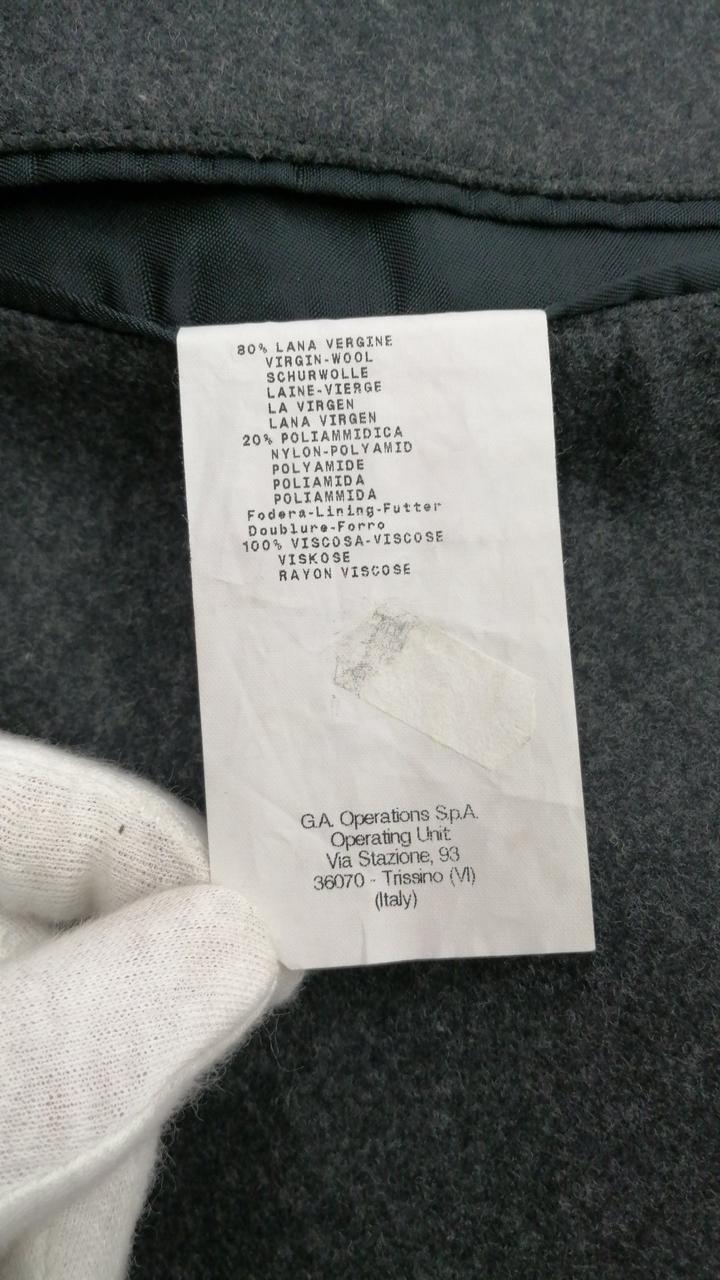 80% LANA VERGINE
VIRGIN-WOOL
SCHURWOLLE
LAINE-VIERGE
LA VIRGEN
LANA VIRGEN
20% POLIAMMIDICA
NYLON-POLYAMID
POLYAMIDE
POLIAMIDA
POLIAMMIDA
Fodera-Lining-Futter
Doublure-Forro
100% VISCOSA-VISCOSE
VISKOSE
RAYON VISCOSE
G.A. Operations S.p.A.
Operating Unit:
Via Stazione, 93
36070 - Trissino (VI)
(Italy)